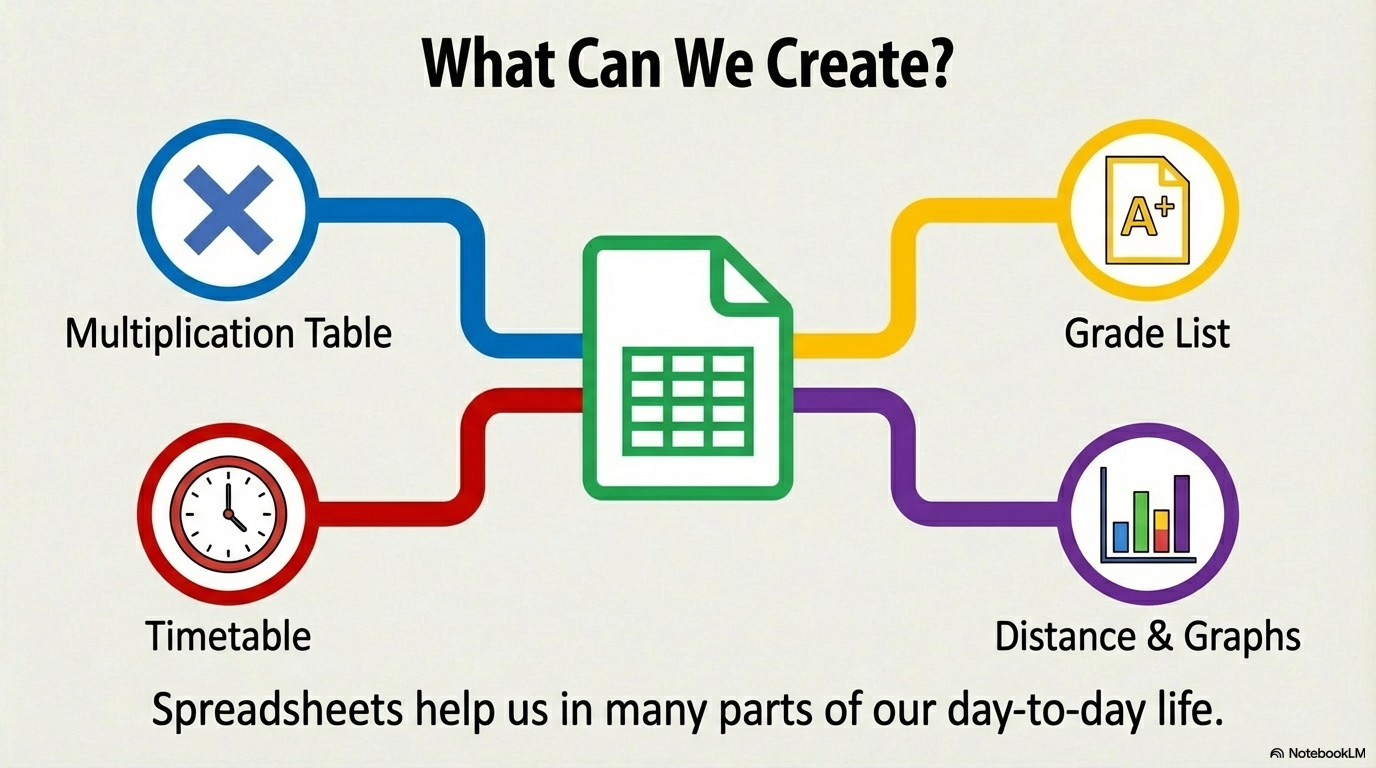 What Can We Create?
A+
Multiplication Table
Grade List
Timetable
Distance & Graphs
Spreadsheets help us in many parts of our day-to-day life.
NotebookLM